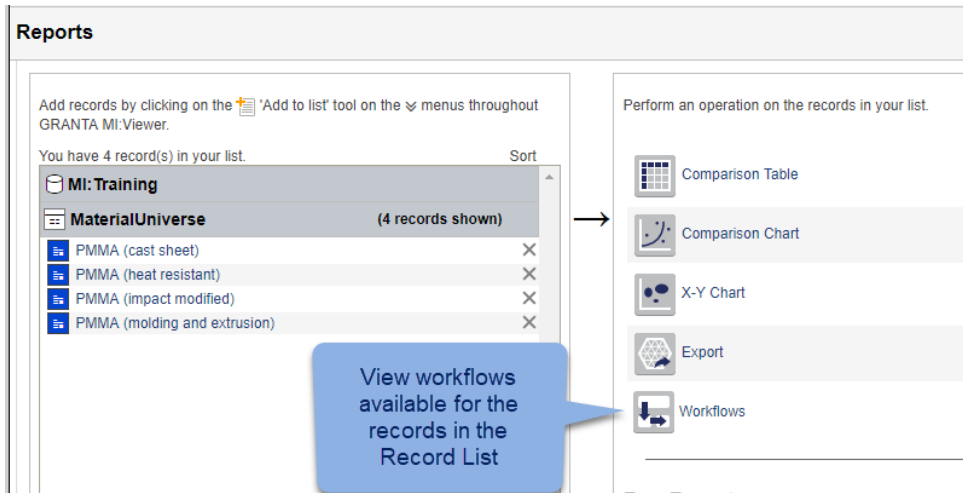 Reports
Add records by clicking on the 'Add to list' tool on the menus throughout
GRANTA MI:Viewer.
You have 4 record(s) in your list.
Sort
MI:Training
MaterialUniverse
(4 records shown)
PMMA (cast sheet)
PMMA (heat resistant)
PMMA (impact modified)
PMMA (molding and extrusion)
View workflows
available for the
records in the
Record List
Perform an operation on the records in your list.
Comparison Table
Comparison Chart
X-Y Chart
Export
Workflows